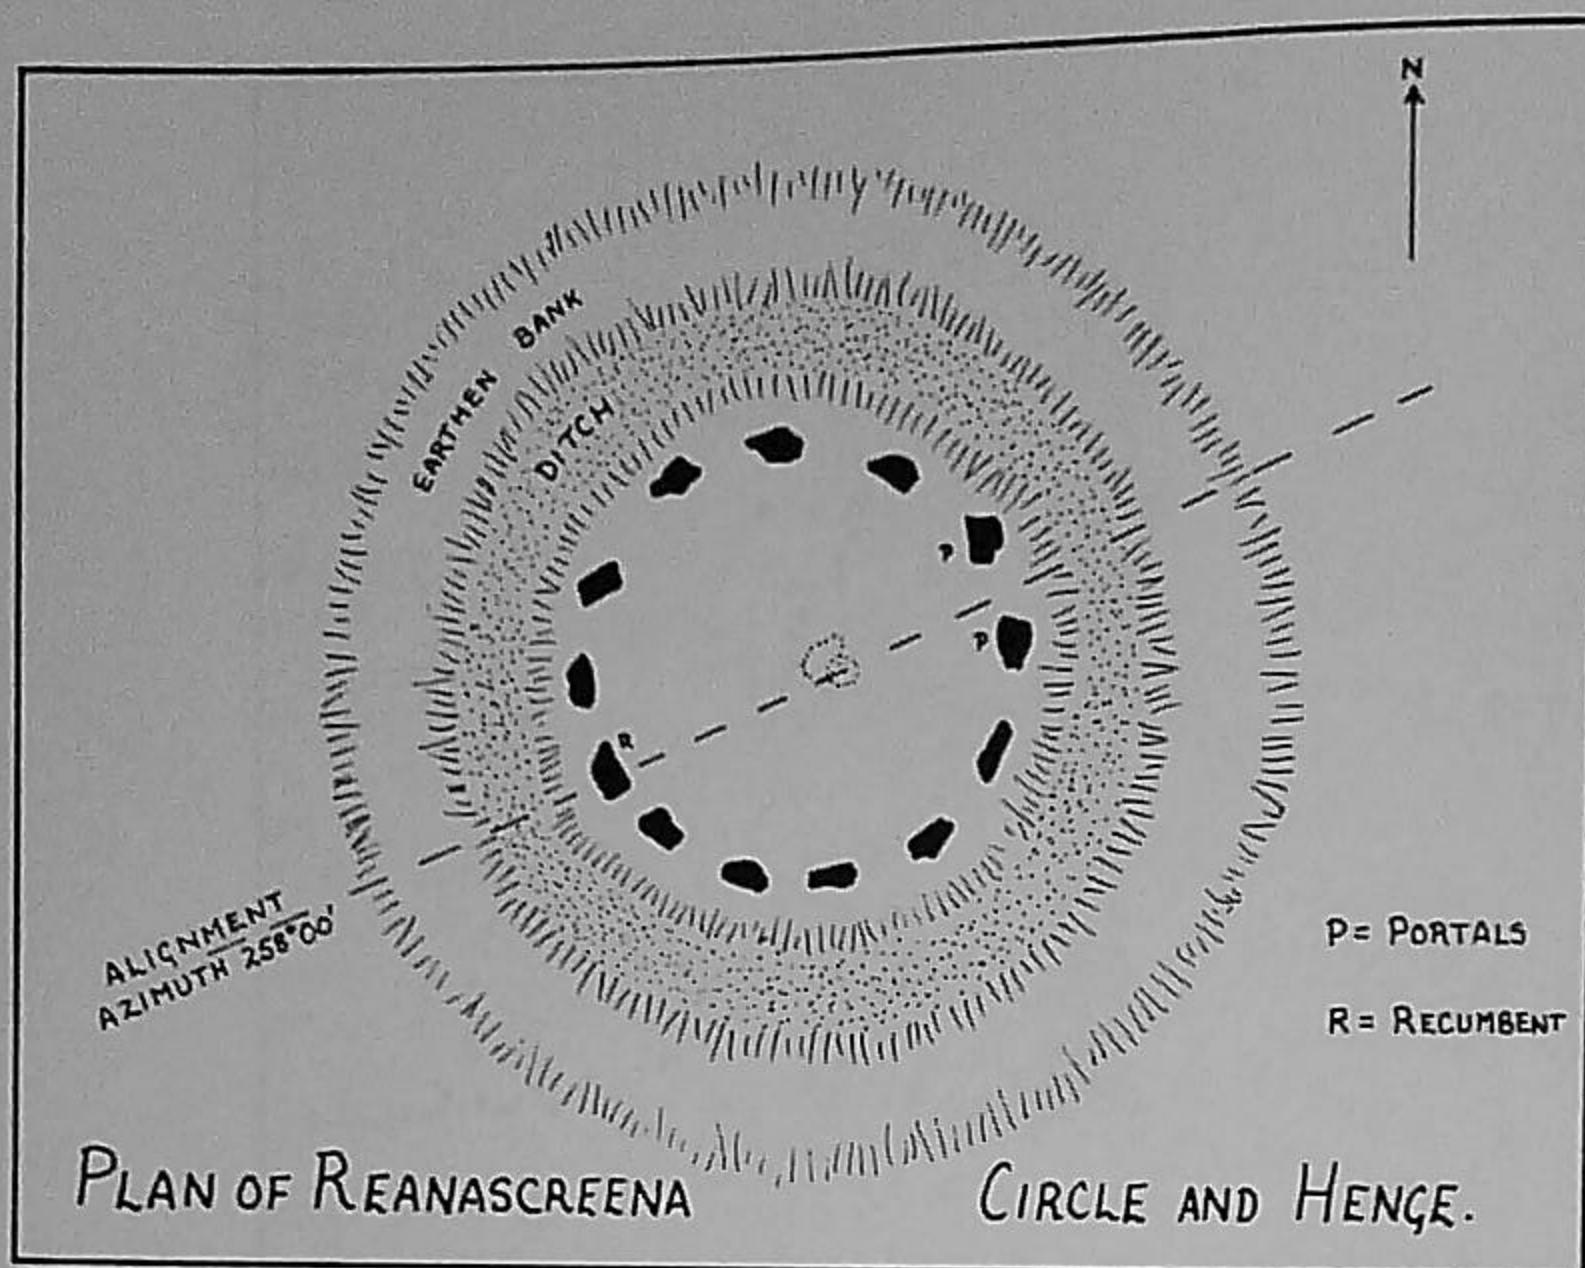 N
EARTHEN BANK
DITCH
P
P
R
ALIGNMENT
AZIMUTH 258°00'
P = PORTALS
R = RECUMBENT
PLAN OF REANASCREENA CIRCLE AND HENGE.